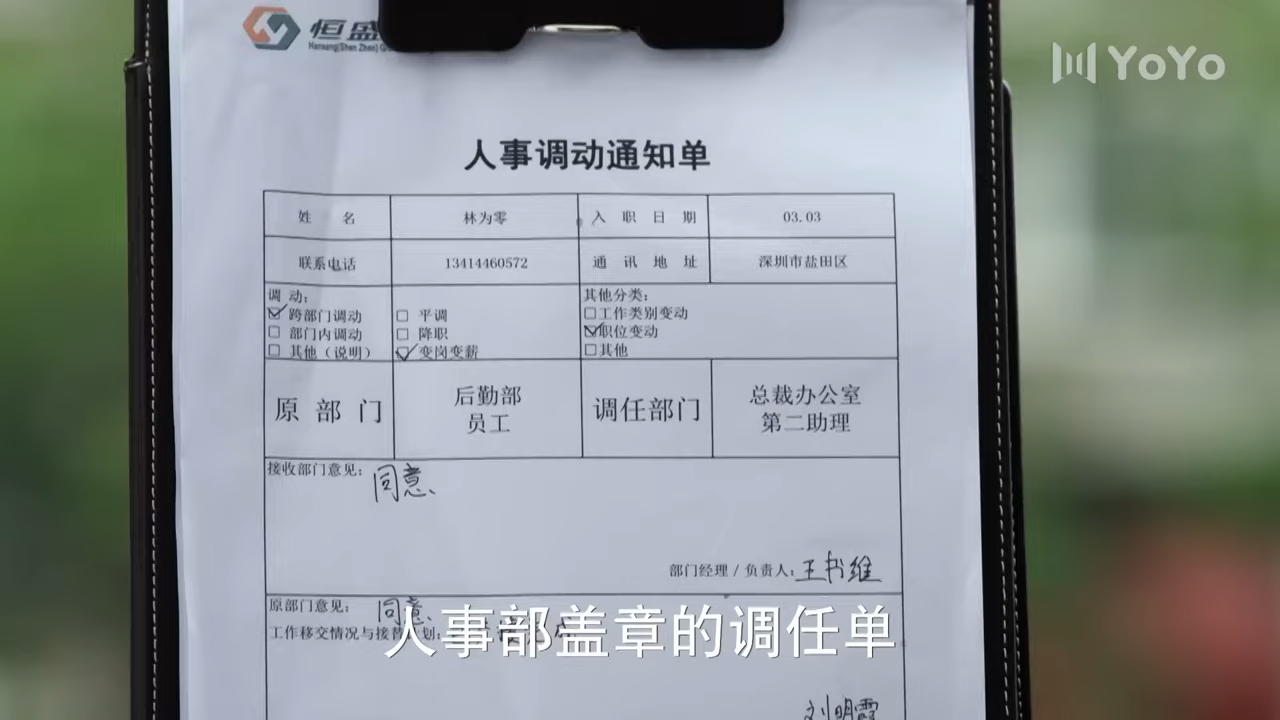 恒盛
YoYo
人事调动通知单
姓 名 林为零 入 职 日 期 03.03
联系电话 13414460572 通 讯 地 址 深圳市盐田区
调 动：
跨部门调动
部门内调动
其他（说明）
平调
降职
变岗变薪
其他分类：
工作类别变动
职位变动
其他
原 部 门 后勤部 员工 调任部门 总裁办公室 第二助理
接收部门意见： 同意
部门经理 / 负责人：王书维
原部门意见： 同意
工作移交情况与接替
划：
人事部盖章的调任单
刘明霞